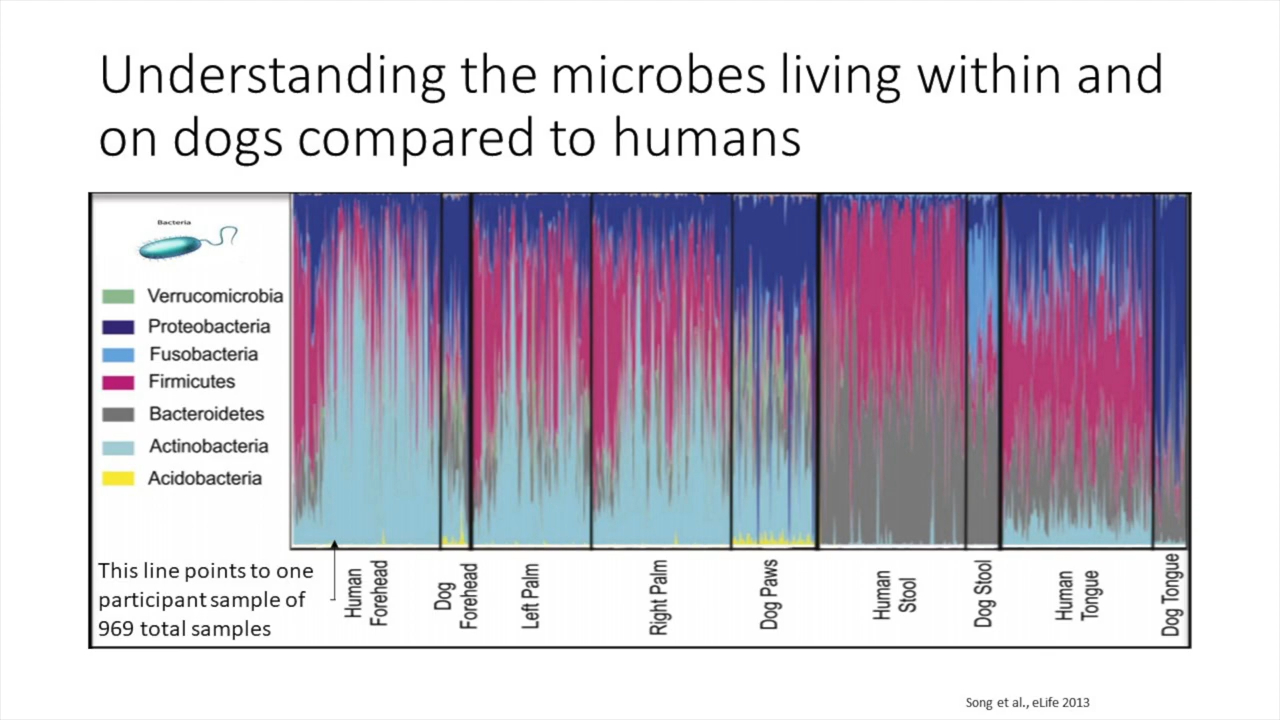 Understanding the microbes living within and
on dogs compared to humans
Bacteria
Verrucomicrobia
Proteobacteria
Fusobacteria
Firmicutes
Bacteroidetes
Actinobacteria
Acidobacteria
This line points to one
participant sample of
969 total samples
Human
Forehead
Dog
Forehead
Left Palm
Right Palm
Dog Paws
Human
Stool
Dog Stool
Human
Tongue
Dog Tongue
Song et al., eLife 2013